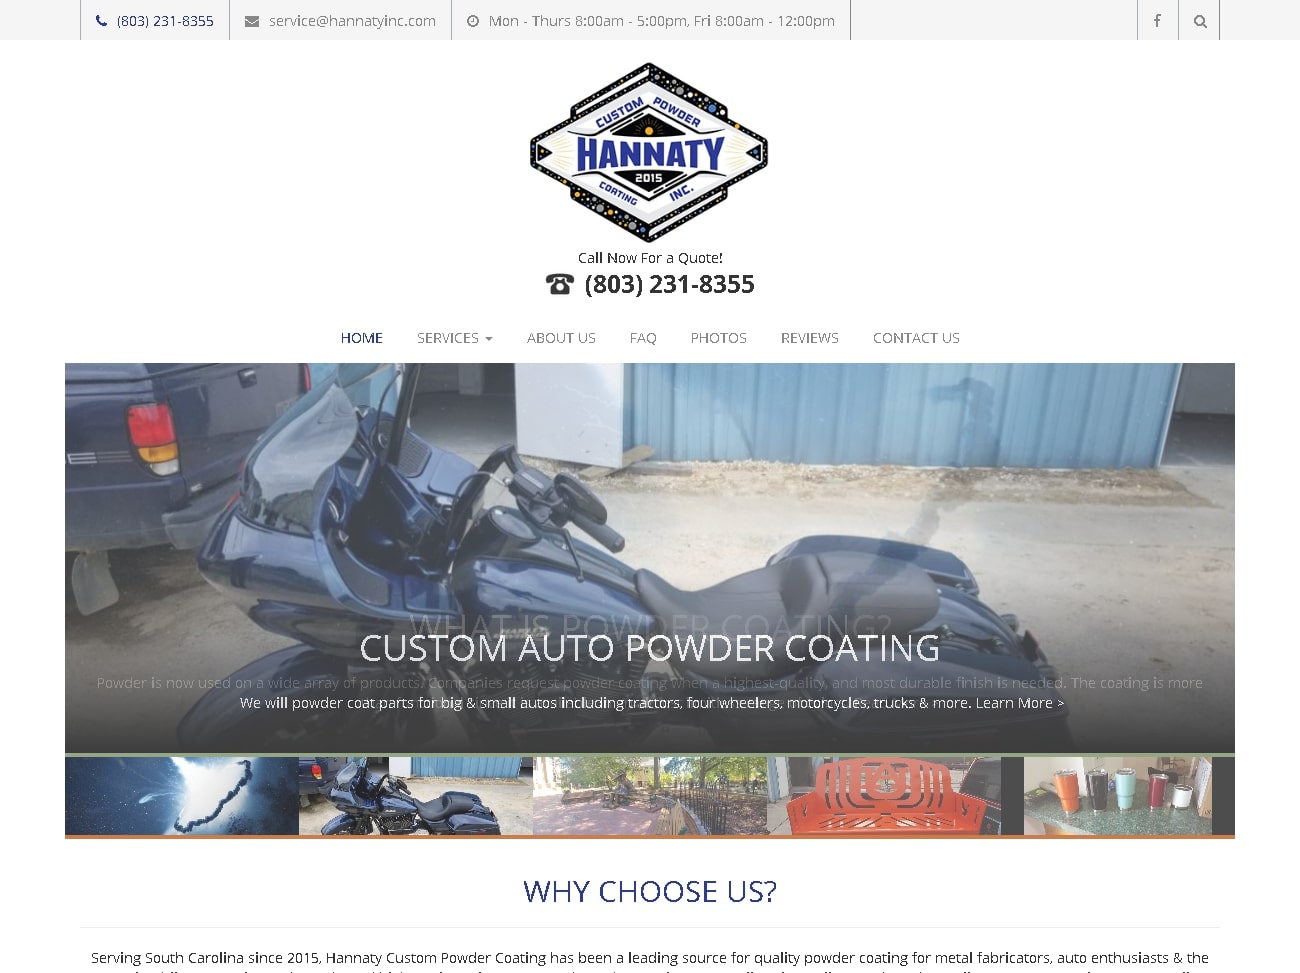 (803) 231-8355
service@hannatyinc.com
Mon - Thurs 8:00am - 5:00pm, Fri 8:00am - 12:00pm
CUSTOM POWDER
HANNATY
2015
COATING INC.
Call Now For a Quote!
(803) 231-8355
HOME
SERVICES
ABOUT US
FAQ
PHOTOS
REVIEWS
CONTACT US
WHAT IS POWDER COATING?
CUSTOM AUTO POWDER COATING
Powder is now used on a wide array of products. Companies request powder coating when a highest-quality, and most durable finish is needed. The coating is more
We will powder coat parts for big & small autos including tractors, four wheelers, motorcycles, trucks & more. Learn More >
WHY CHOOSE US?
Serving South Carolina since 2015, Hannaty Custom Powder Coating has been a leading source for quality powder coating for metal fabricators, auto enthusiasts & the